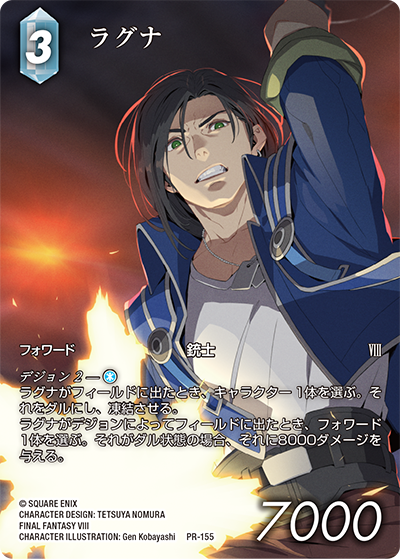 3
ラグナ
フォワード 銃士 VIII
デジョン 2 ―
ラグナがフィールドに出たとき、キャラクター 1体を選ぶ。そ
れをダルにし、凍結させる。
ラグナがデジョンによってフィールドに出たとき、フォワード
1体を選ぶ。それがダル状態の場合、それに8000ダメージを
与える。
© SQUARE ENIX
CHARACTER DESIGN: TETSUYA NOMURA
FINAL FANTASY VIII
CHARACTER ILLUSTRATION: Gen Kobayashi PR-155
7000